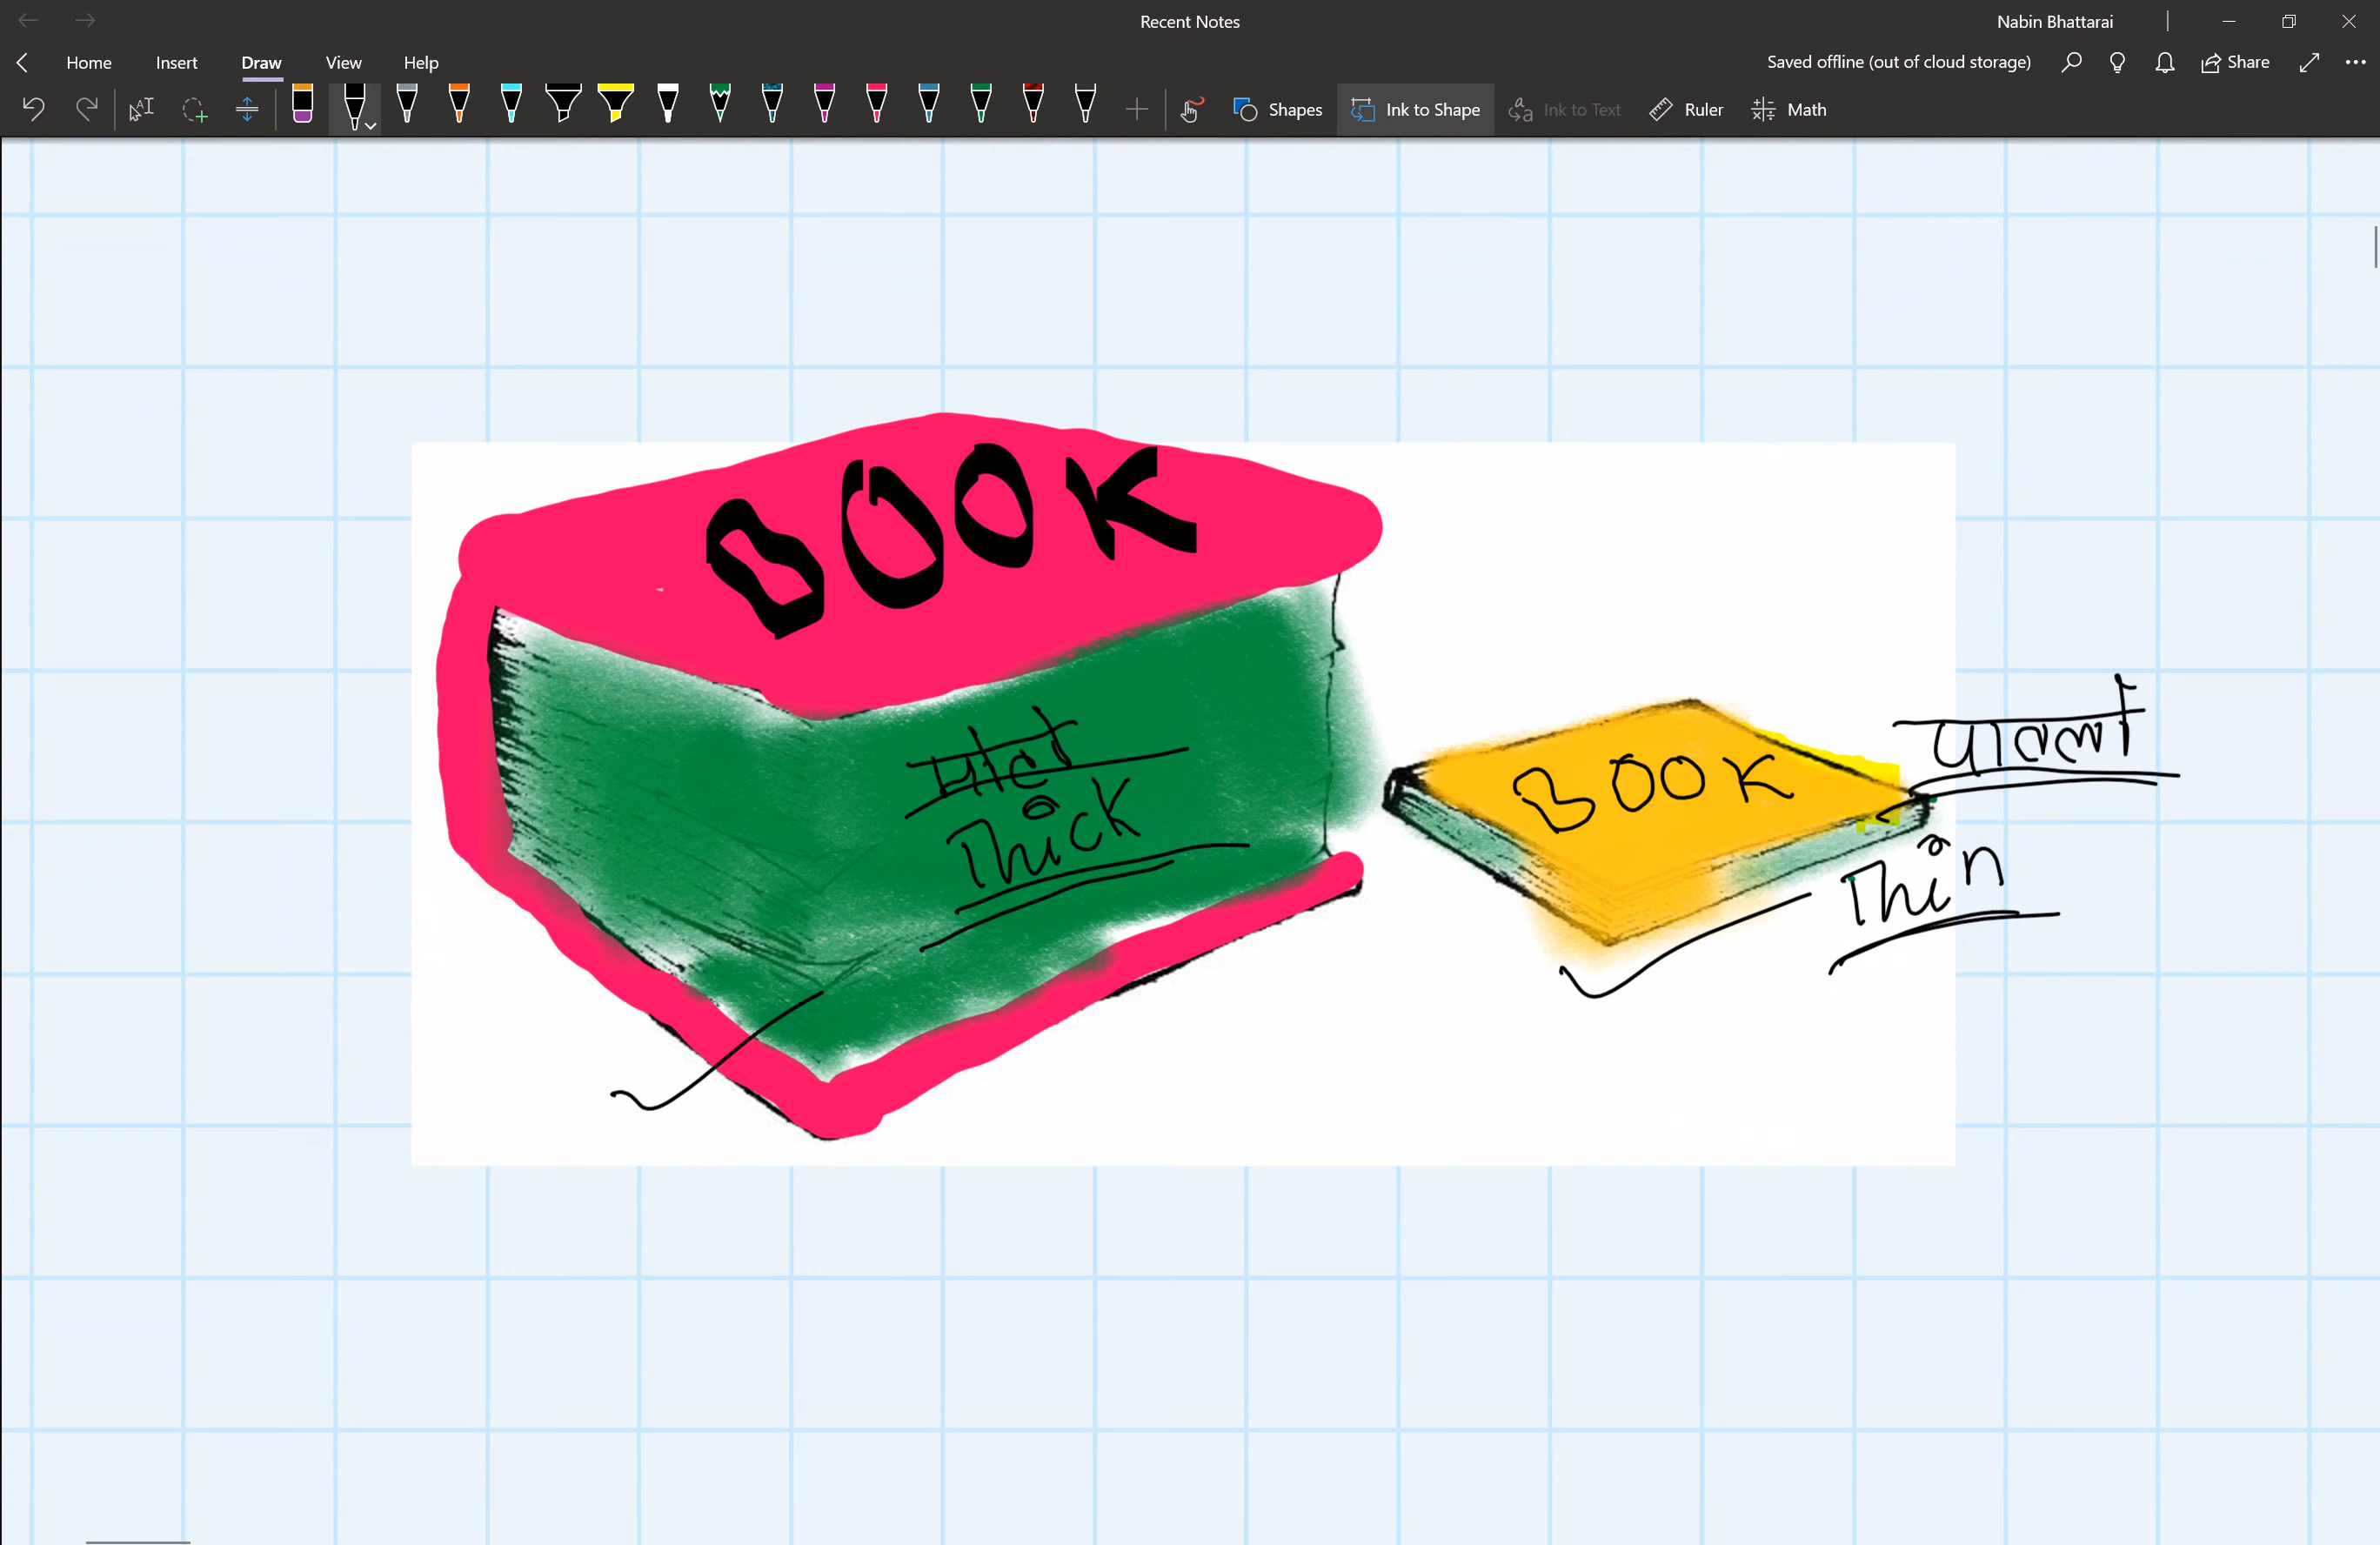 Recent Notes
Nabin Bhattarai
Home Insert Draw View Help
Saved offline (out of cloud storage)
Share
Shapes
Ink to Shape
Ink to Text
Ruler
Math
BOOK
Thick
BOOK
पातलो
Thin